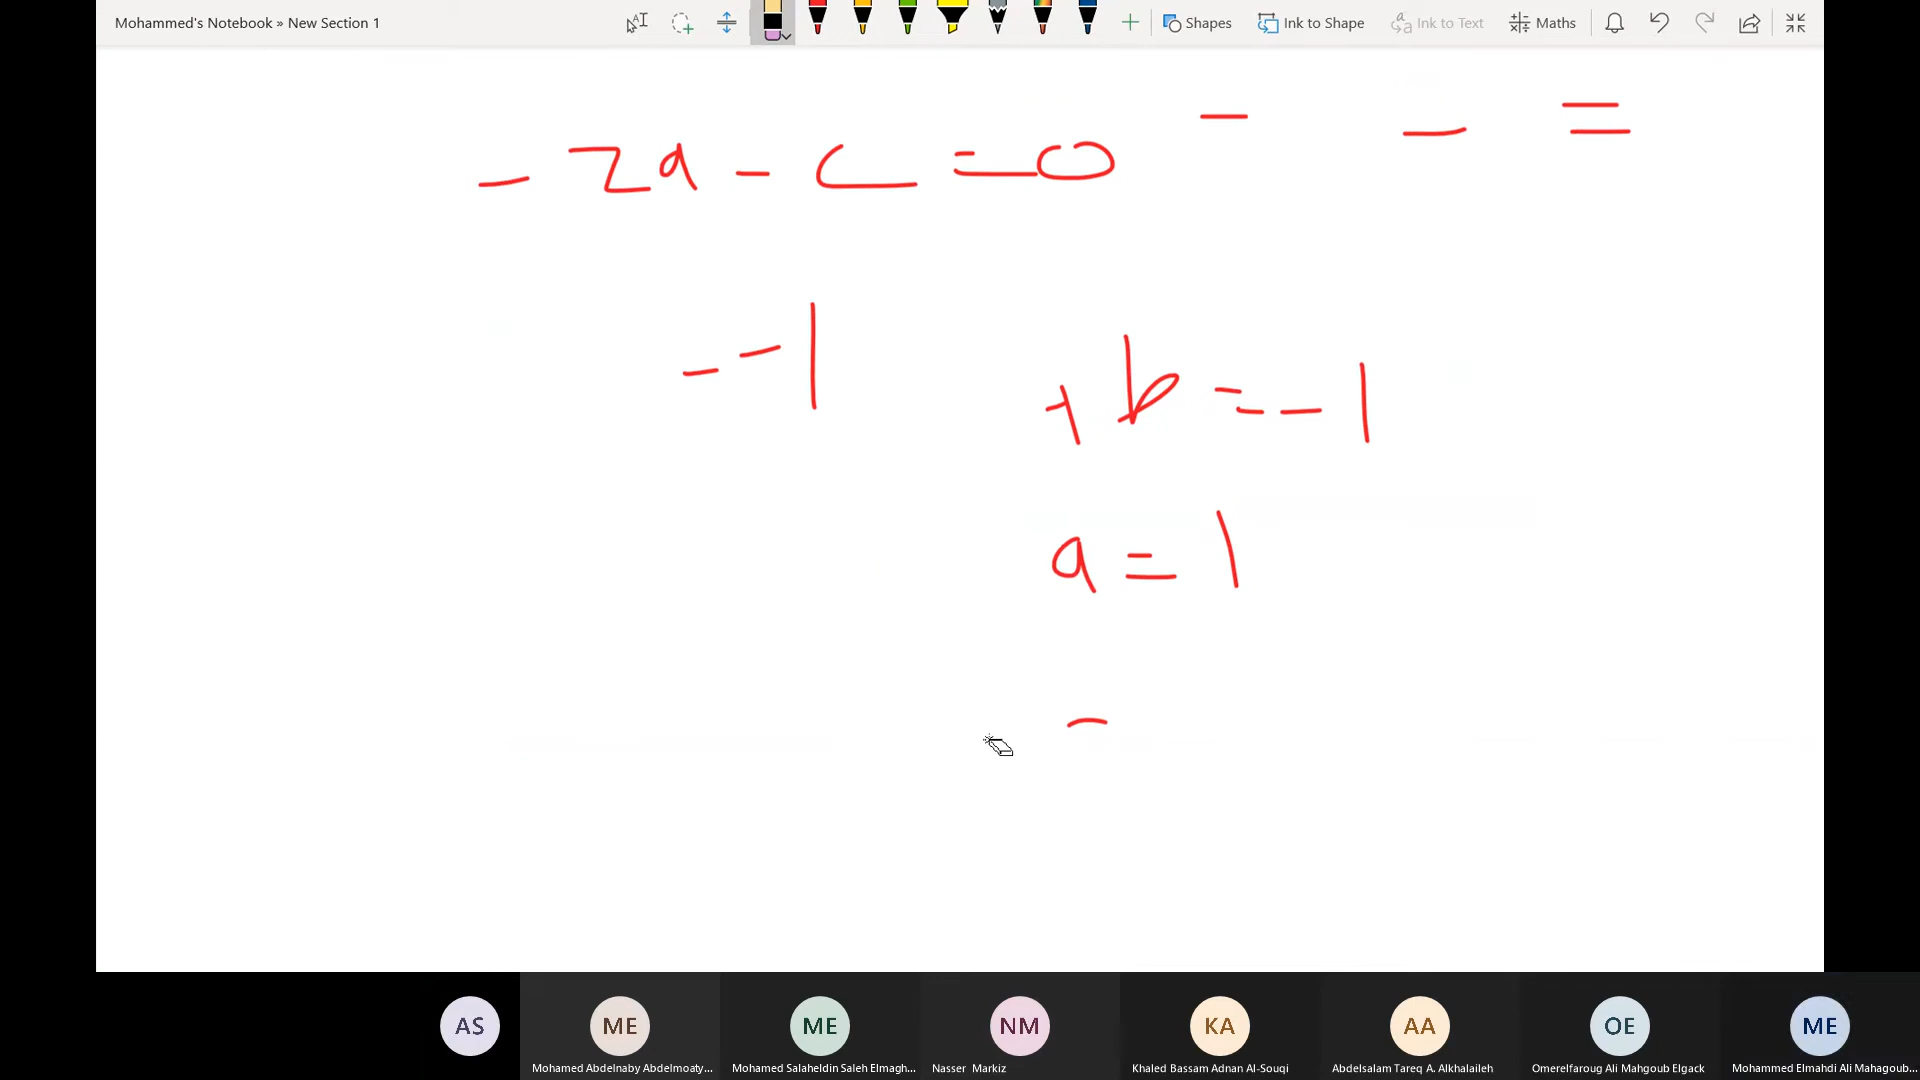 Mohammed's Notebook » New Section 1
Shapes
Ink to Shape
Ink to Text
Maths
- 2a - c = 0 - - =
- - 1
+ b = - 1
a = 1
-
AS
ME
ME
NM
KA
AA
OE
ME
Mohamed Abdelnaby Abdelmoaty...
Mohamed Salaheldin Saleh Elmagh...
Nasser Markiz
Khaled Bassam Adnan Al-Souqi
Abdelsalam Tareq A. Alkhalaileh
Omerelfaroug Ali Mahgoub Elgack
Mohammed Elmahdi Ali Mahagoub...